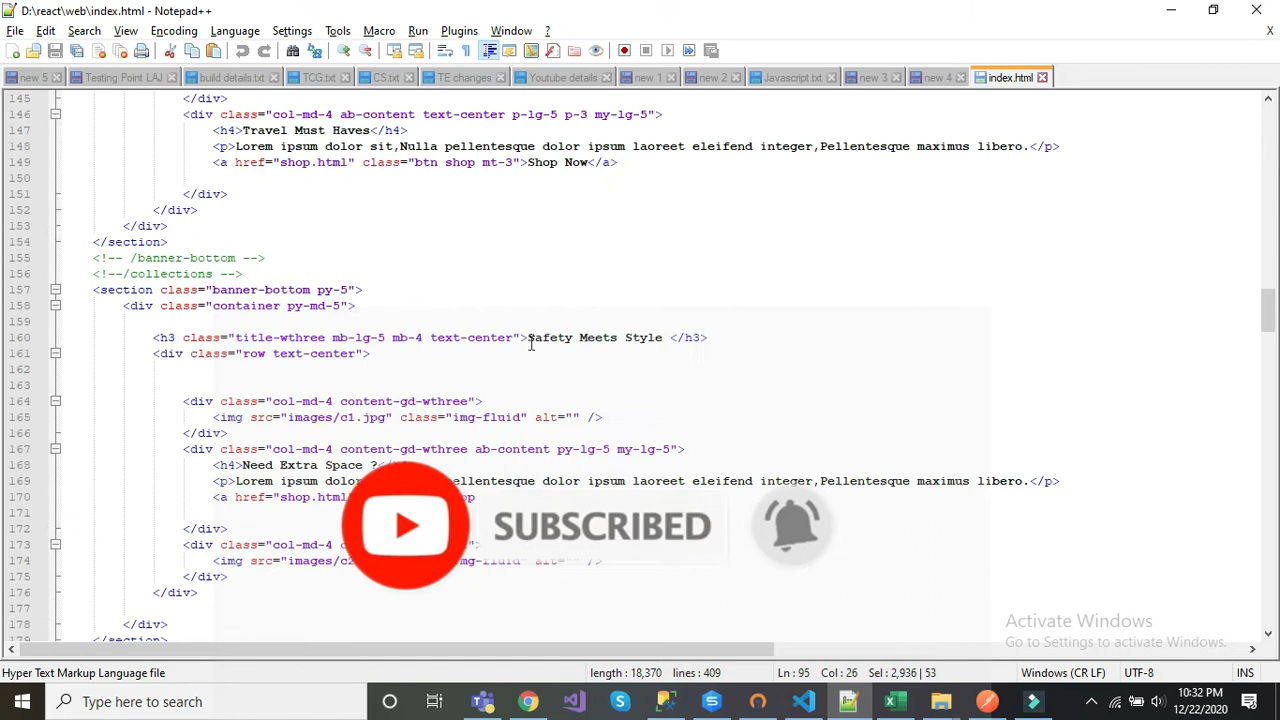 D:\react\web\index.html - Notepad++
File Edit Search View Encoding Language Settings Tools Macro Run Plugins Window ?
X
new 5 Testing Point LAJ build details.txt TCG.txt CS.txt TE changes Youtube details new 1 new 2 Javascript.txt new 3 new 4 index.html
145 </div>
146 <div class="col-md-4 ab-content text-center p-lg-5 p-3 my-lg-5">
147 <h4>Travel Must Haves</h4>
148 <p>Lorem ipsum dolor sit,Nulla pellentesque dolor ipsum laoreet eleifend integer,Pellentesque maximus libero.</p>
149 <a href="shop.html" class="btn shop mt-3">Shop Now</a>
150
151 </div>
152 </div>
153 </div>
154 </section>
155 <!-- /banner-bottom -->
156 <!--/collections -->
157 <section class="banner-bottom py-5">
158 <div class="container py-md-5">
159
160 <h3 class="title-wthree mb-lg-5 mb-4 text-center">Safety Meets Style </h3>
161 <div class="row text-center">
162
163
164 <div class="col-md-4 content-gd-wthree">
165 <img src="images/c1.jpg" class="img-fluid" alt="" />
166 </div>
167 <div class="col-md-4 content-gd-wthree ab-content py-lg-5 my-lg-5">
168 <h4>Need Extra Space ?</
169 <p>Lorem ipsum dolor ipsum laoreet eleifend integer,Pellentesque maximus libero.</p>
170 <a href="shop.html
171
172 </div>
173 <div class="col-md-4 c
174 <img src="images/c alt="" />
175 </div>
176 </div>
177
178 </div>
179 </section>
SUBSCRIBED
Activate Windows
Go to Settings to activate Windows.
Hyper Text Markup Language file length : 18,370 lines : 409 Ln : 95 Col : 26 Sel : 2,936 | 53 Windows (CR LF) UTF-8 INS
Type here to search
10:32 PM
12/22/2020